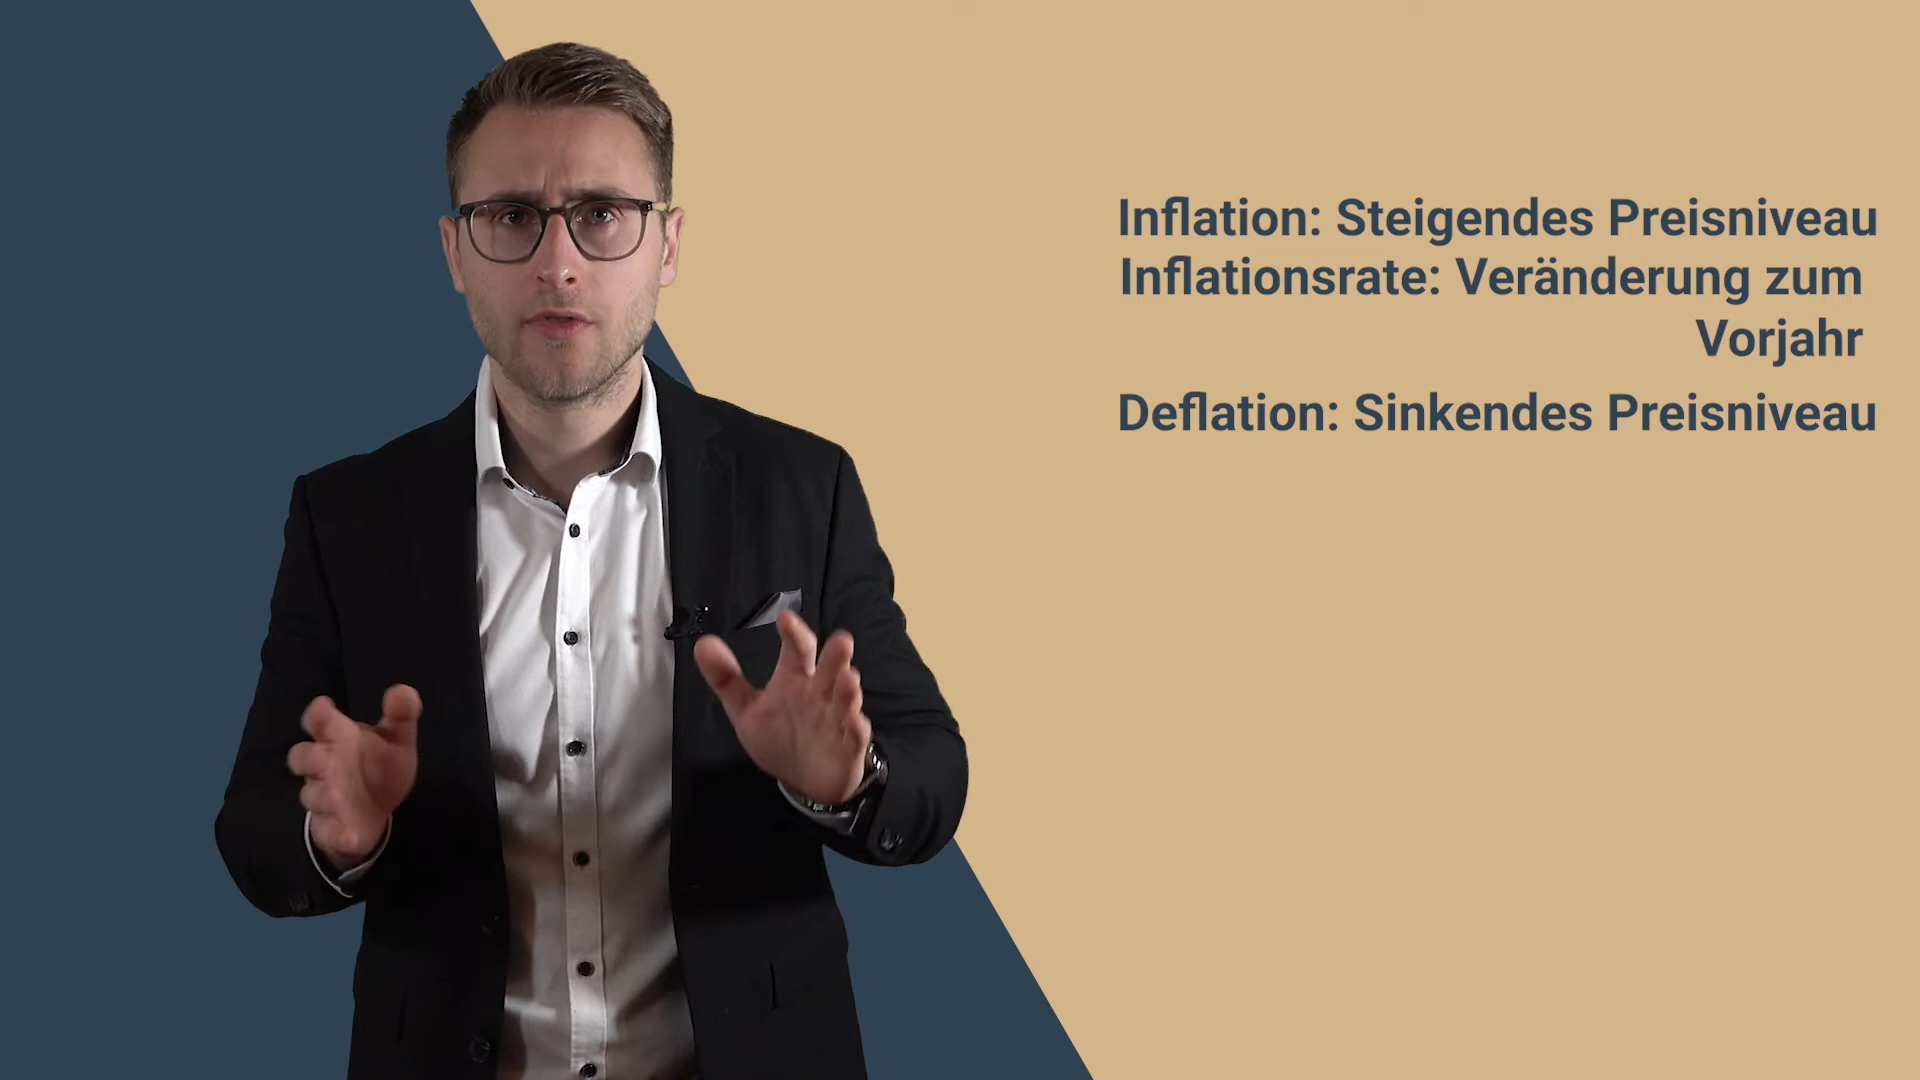 Inflation: Steigendes Preisniveau
Inflationsrate: Veränderung zum
Vorjahr
Deflation: Sinkendes Preisniveau